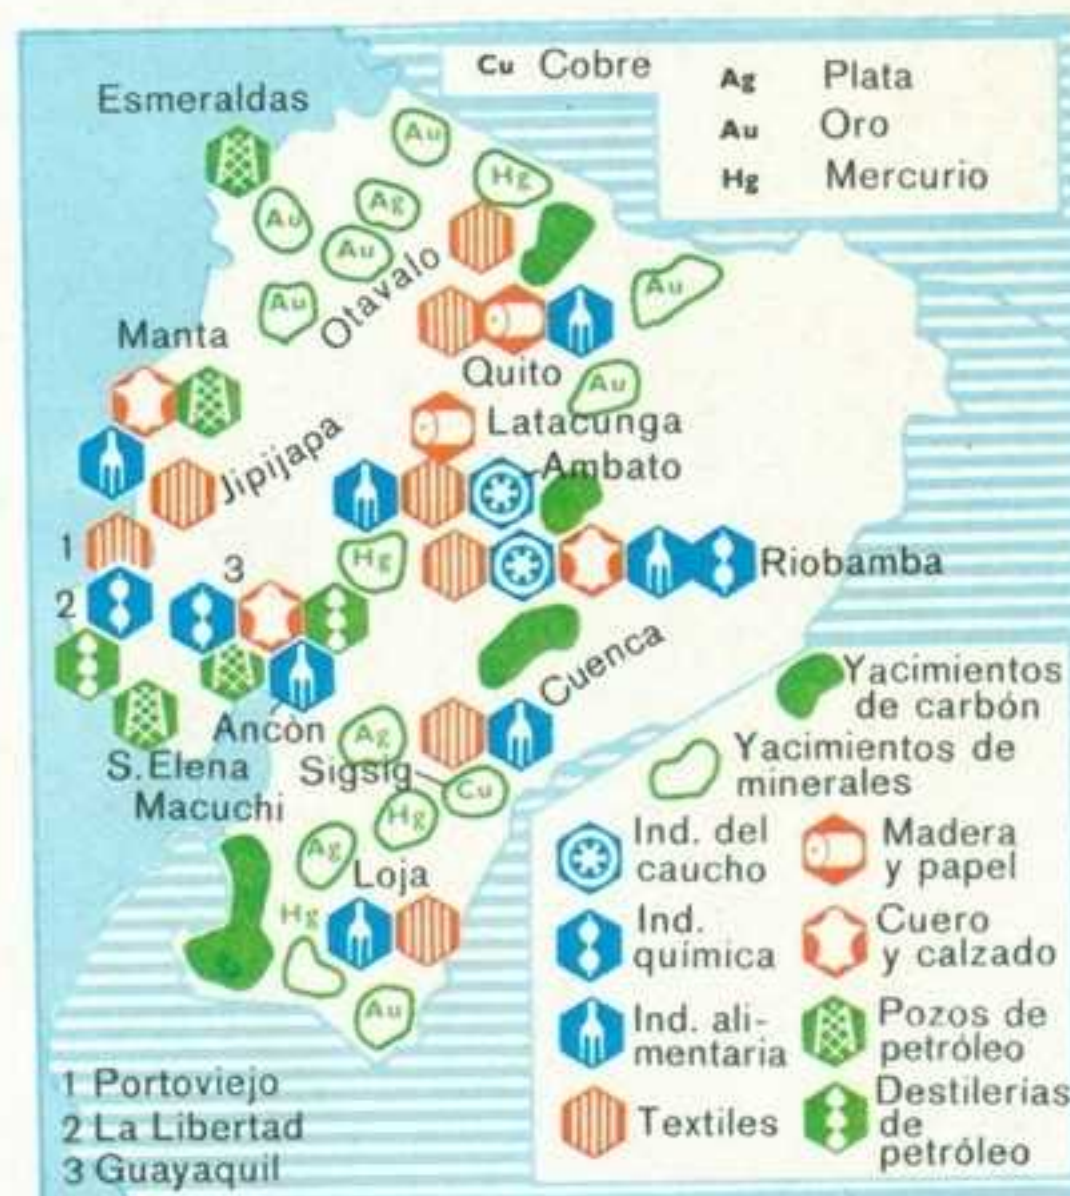 Cu Cobre
Ag Plata
Au Oro
Hg Mercurio
Esmeraldas
Au
Hg
Ag
Au
Au
Au
Otavalo
Au
Manta
Quito
Au
Latacunga
Jipijapa
Ambato
1
Hg
Riobamba
3
2
Cuenca
Ancòn
Ag
S. Elena
Sigsig
Cu
Macuchi
Hg
Ag
Loja
Hg
Au
Yacimientos
de carbón
Yacimientos de
minerales
Ind. del
caucho
Madera
y papel
Ind.
química
Cuero
y calzado
Ind. ali-
mentaria
Pozos de
petróleo
Textiles
Destilerías
de
petróleo
1 Portoviejo
2 La Libertad
3 Guayaquil